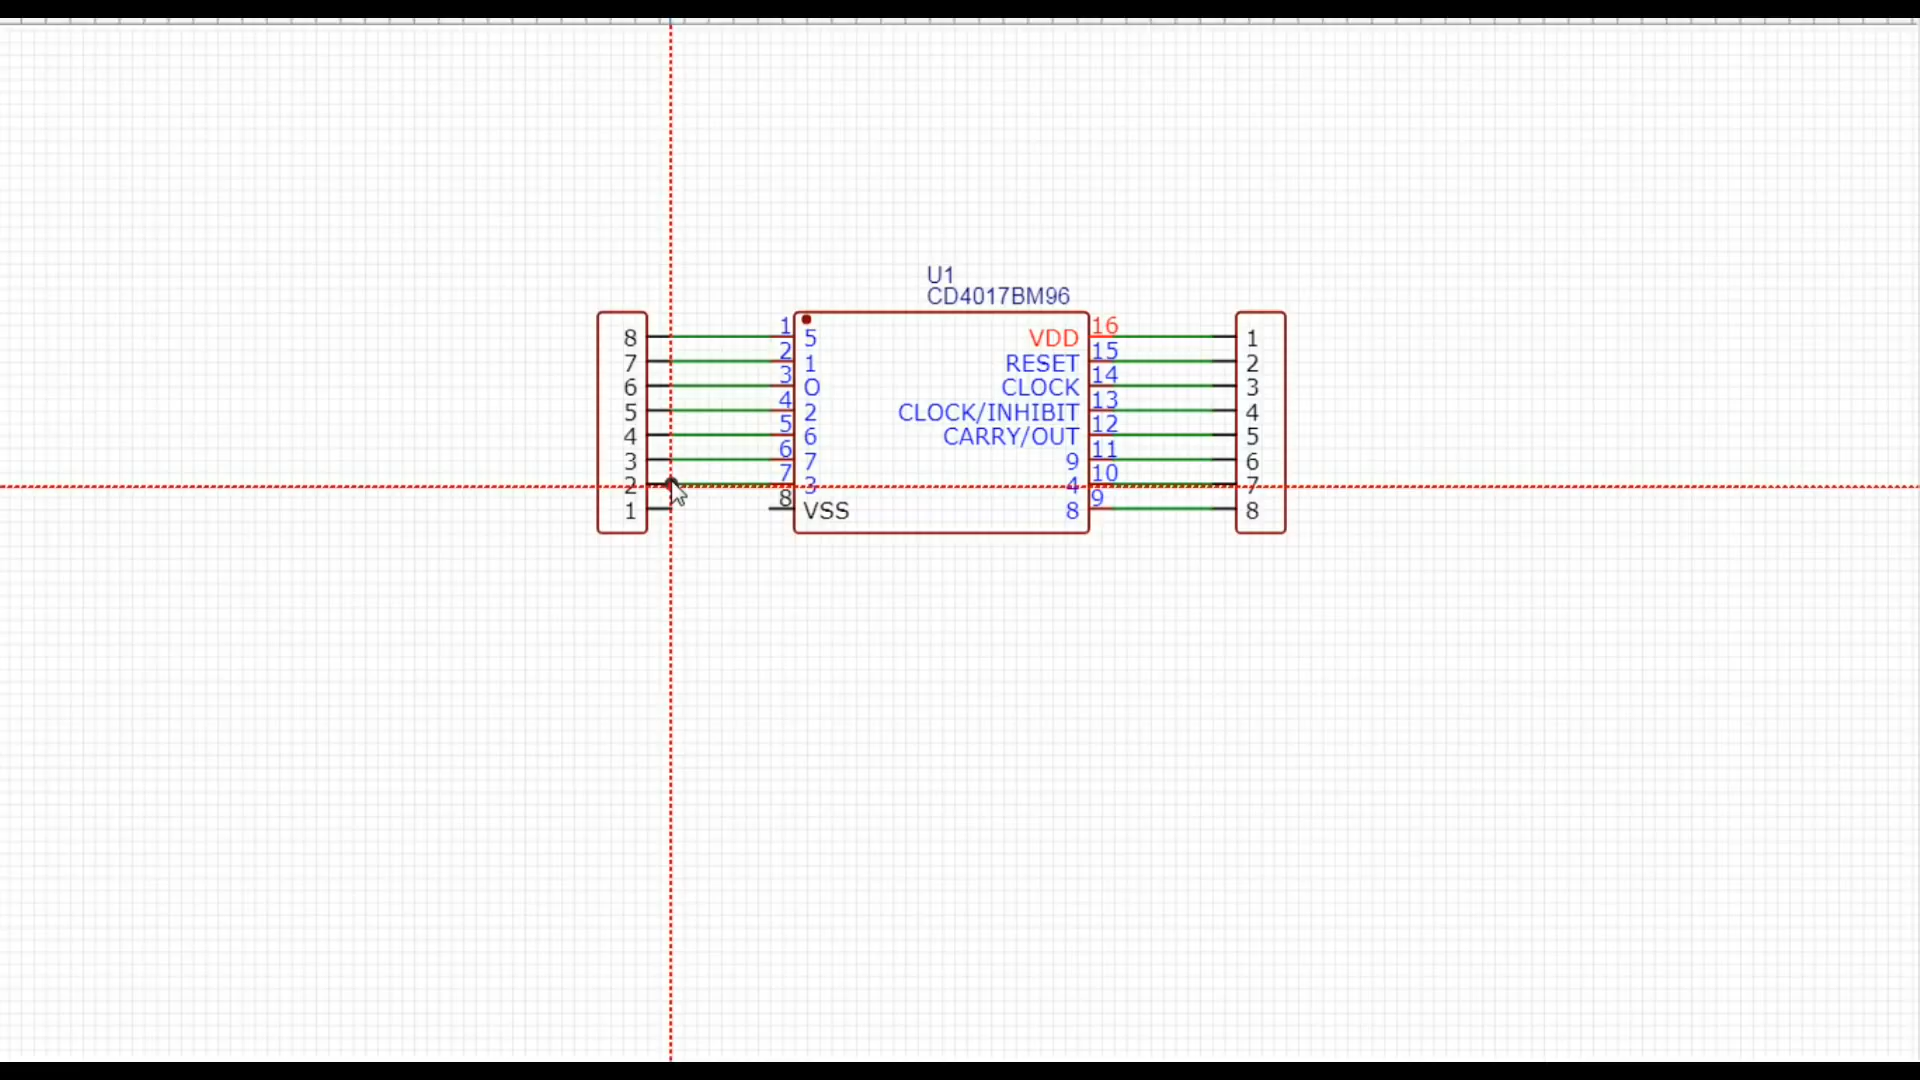 U1
CD4017BM96
8 1 5 VDD 16 1
7 2 1 RESET 15 2
6 3 O CLOCK 14 3
5 4 2 CLOCK/INHIBIT 13 4
4 5 6 CARRY/OUT 12 5
3 6 7 9 11 6
2 7 3 4 10 7
1 8 VSS 8 9 8